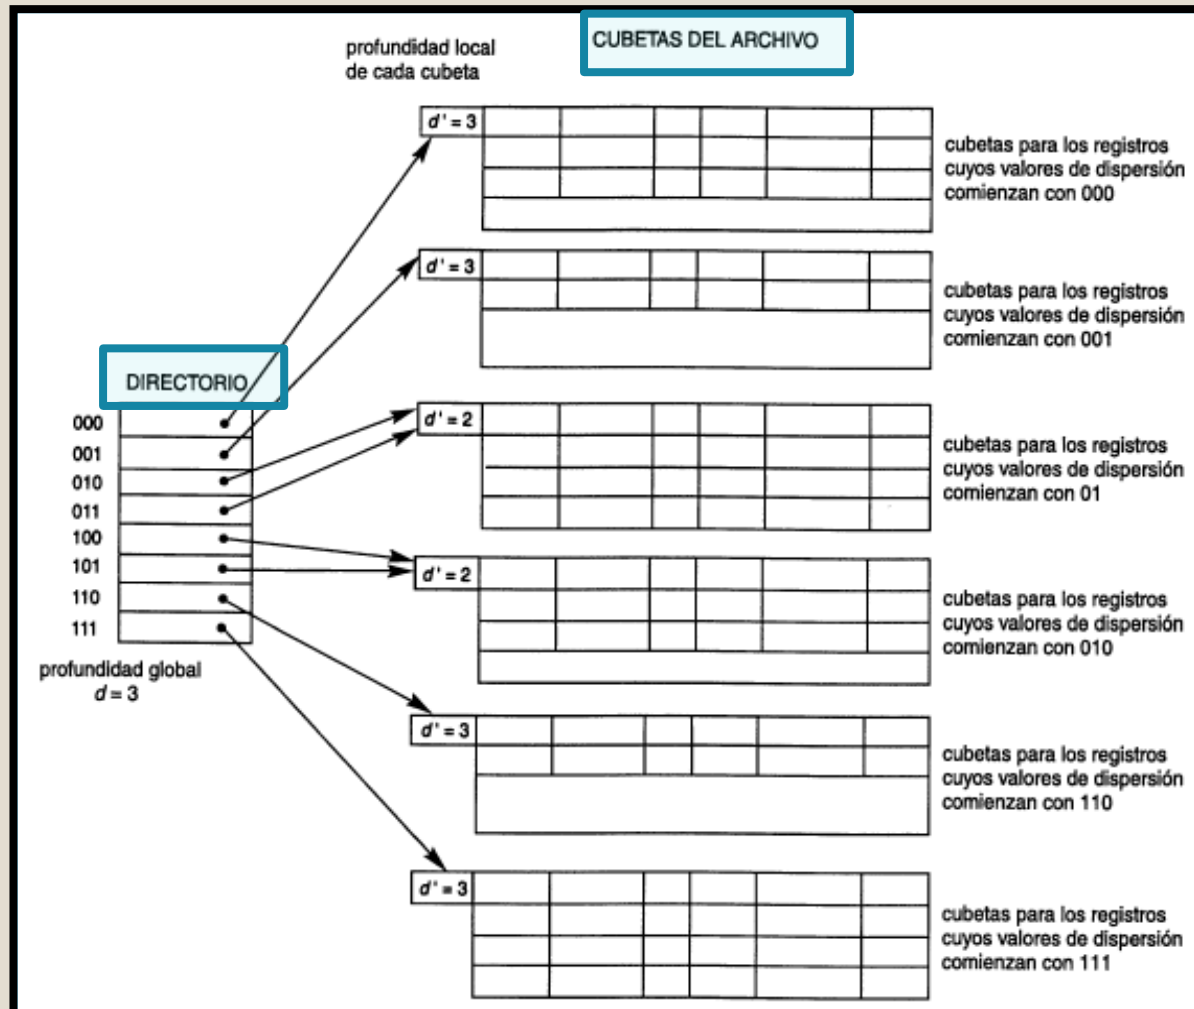 profundidad local
de cada cubeta
CUBETAS DEL ARCHIVO
d' = 3
cubetas para los registros
cuyos valores de dispersión
comienzan con 000
d' = 3
cubetas para los registros
cuyos valores de dispersión
comienzan con 001
DIRECTORIO
000
001
010
011
100
101
110
111
profundidad global
d = 3
d' = 2
cubetas para los registros
cuyos valores de dispersión
comienzan con 01
d' = 2
cubetas para los registros
cuyos valores de dispersión
comienzan con 010
d' = 3
cubetas para los registros
cuyos valores de dispersión
comienzan con 110
d' = 3
cubetas para los registros
cuyos valores de dispersión
comienzan con 111